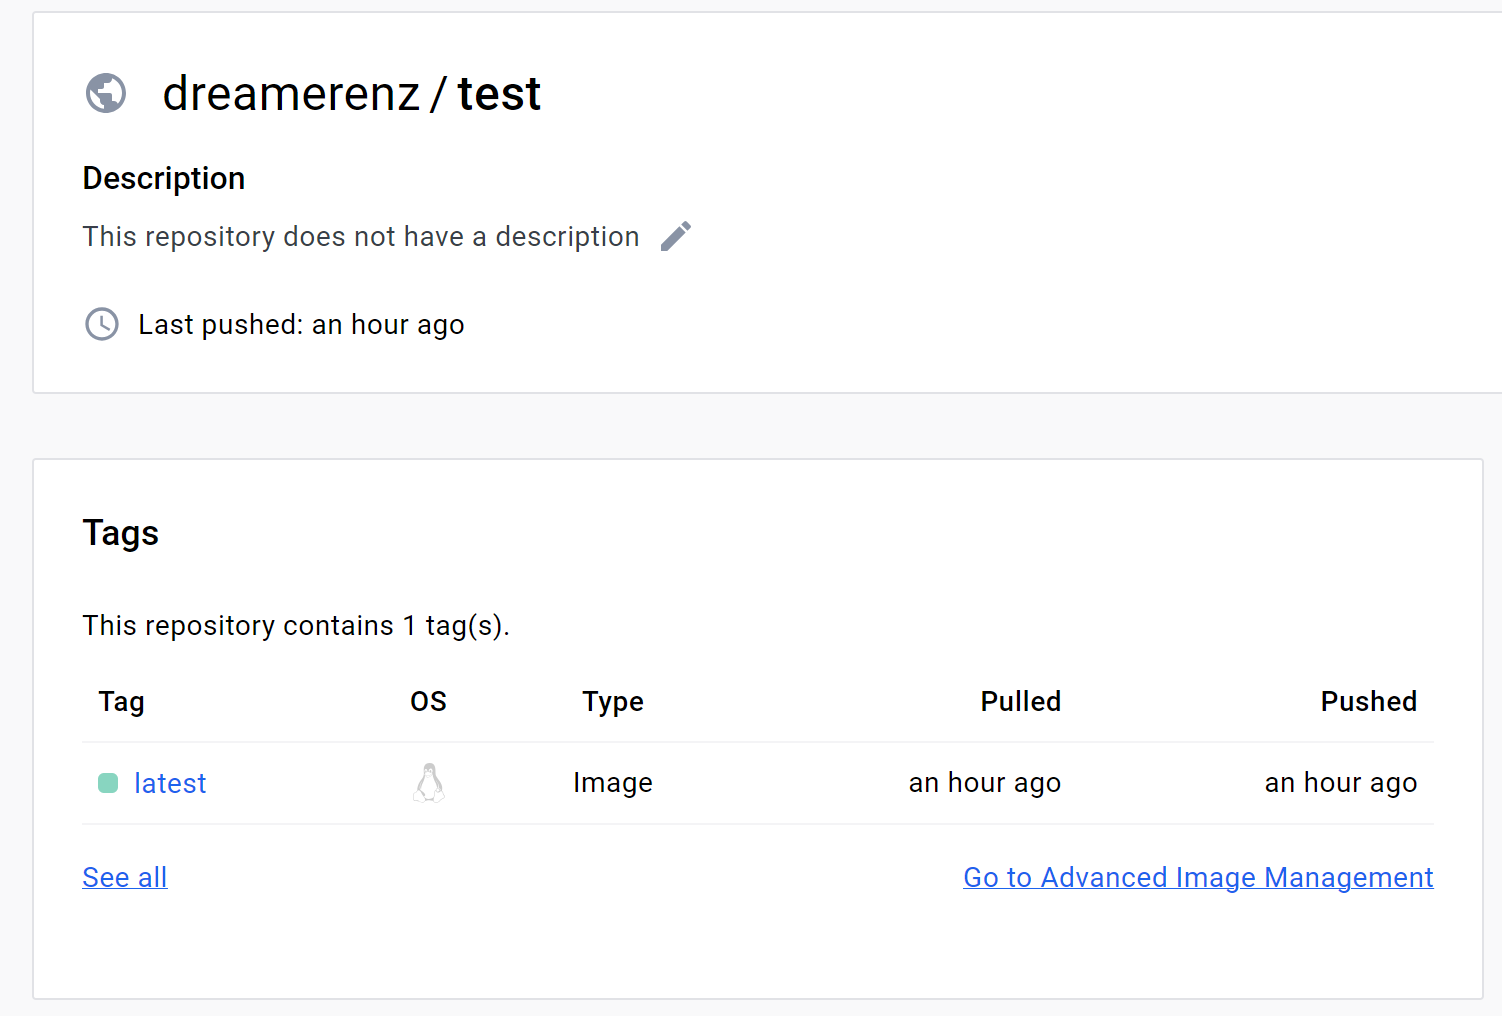 dreamerenz / test
Description
This repository does not have a description
Last pushed: an hour ago
Tags
This repository contains 1 tag(s).
Tag OS Type Pulled Pushed
latest Image an hour ago an hour ago
See all Go to Advanced Image Management